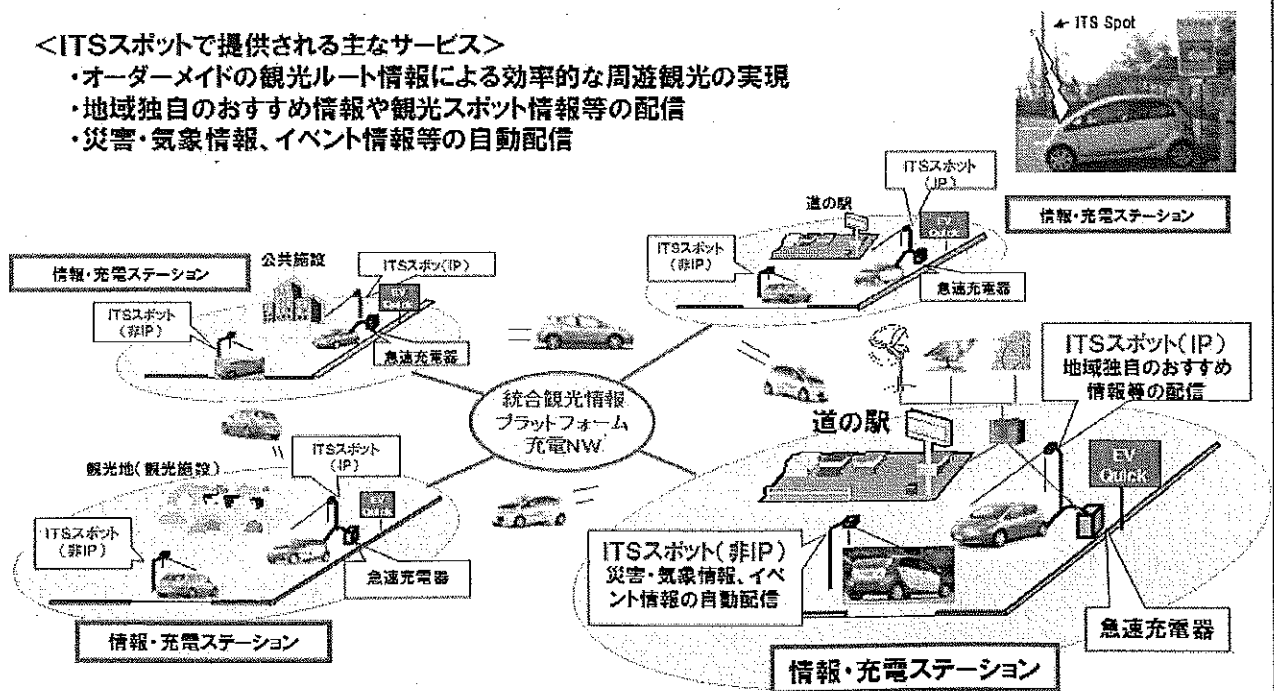 ＜ITSスポットで提供される主なサービス＞
・オーダーメイドの観光ルート情報による効率的な周遊観光の実現
・地域独自のおすすめ情報や観光スポット情報等の配信
・災害・気象情報、イベント情報等の自動配信
ITS Spot
情報・充電ステーション
公共施設
ITSスポッ(IP)
ITSスポット
(非IP)
EV
Quick
急速充電器
道の駅
ITSスポット
(IP)
ITSスポット
(非IP)
EV
Quick
急速充電器
情報・充電ステーション
統合観光情報
プラットフォーム
充電NW
観光地(観光施設)
ITSスポット
(IP)
ITSスポット
(非IP)
EV
Quick
急速充電器
情報・充電ステーション
道の駅
ITSスポット(IP)
地域独自のおすすめ
情報等の配信
EV
Quick
ITSスポット(非IP)
災害・気象情報、イベ
ント情報の自動配信
急速充電器
情報・充電ステーション